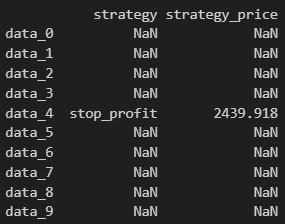 strategy strategy_price
data_0 NaN NaN
data_1 NaN NaN
data_2 NaN NaN
data_3 NaN NaN
data_4 stop_profit 2439.918
data_5 NaN NaN
data_6 NaN NaN
data_7 NaN NaN
data_8 NaN NaN
data_9 NaN NaN